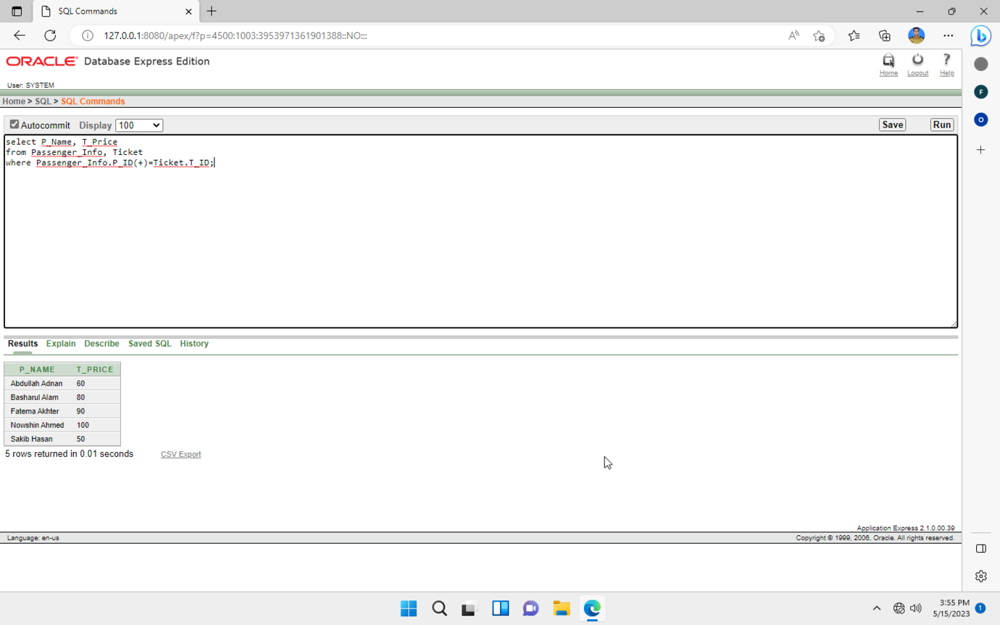 SQL Commands
127.0.0.1:8080/apex/f?p=4500:1003:3953971361901388::NO:::
ORACLE Database Express Edition
Home Logout Help
User: SYSTEM
Home > SQL > SQL Commands
Autocommit Display 100 Save Run
select P_Name, T_Price
from Passenger_Info, Ticket
where Passenger_Info.P_ID(+)=Ticket.T_ID;
Results Explain Describe Saved SQL History
P_NAME T_PRICE
Abdullah Adnan 60
Basharul Alam 80
Fatema Akhter 90
Nowshin Ahmed 100
Sakib Hasan 50
5 rows returned in 0.01 seconds CSV Export
Application Express 2.1.0.00.39
Language: en-us Copyright © 1999, 2006, Oracle. All rights reserved.
F
O
3:55 PM
5/15/2023 1